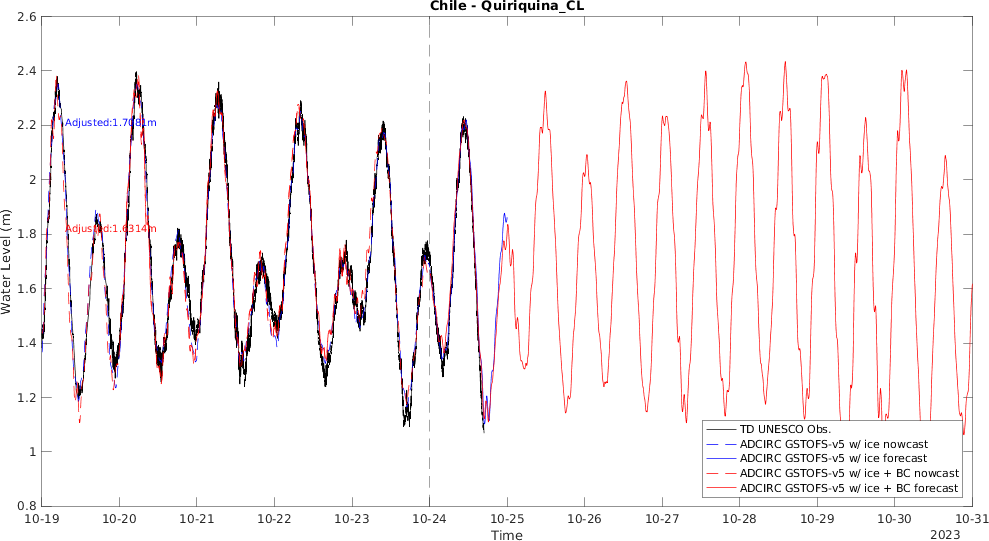 Chile - Quiriquina_CL
2.6
2.4
2.2
2
1.8
1.6
1.4
1.2
1
0.8
Water Level (m)
Adjusted:1.7081m
Adjusted:1.6314m
TD UNESCO Obs.
ADCIRC GSTOFS-v5 w/ ice nowcast
ADCIRC GSTOFS-v5 w/ ice forecast
ADCIRC GSTOFS-v5 w/ ice + BC nowcast
ADCIRC GSTOFS-v5 w/ ice + BC forecast
10-19 10-20 10-21 10-22 10-23 10-24 10-25 10-26 10-27 10-28 10-29 10-30 10-31
Time
2023